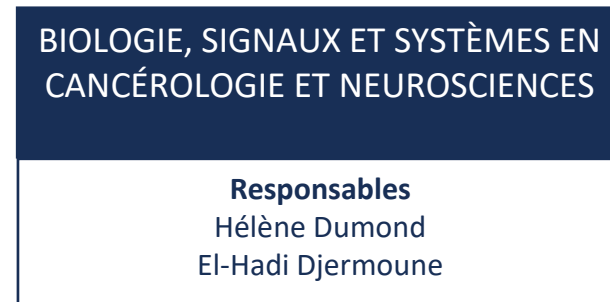 BIOLOGIE, SIGNAUX ET SYSTÈMES EN
CANCÉROLOGIE ET NEUROSCIENCES
Responsables
Hélène Dumond
El-Hadi Djermoune